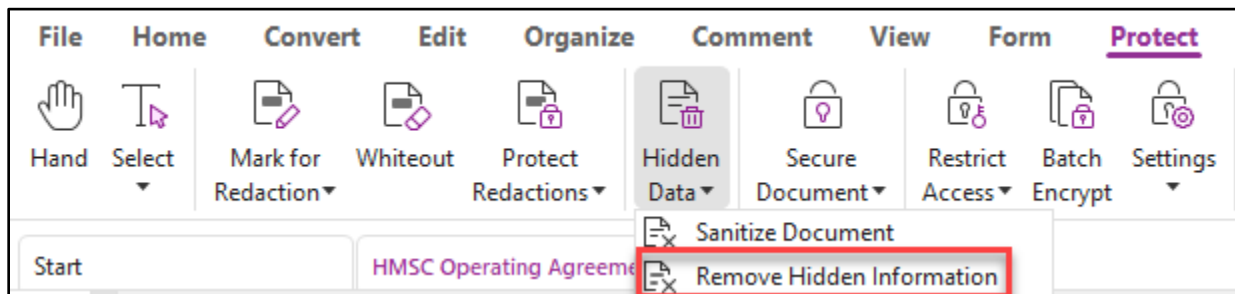 File Home Convert Edit Organize Comment View Form Protect
Hand Select Mark for Whiteout Protect Hidden Secure Restrict Batch Settings
Redaction Redactions Data Document Access Encrypt
Sanitize Document
Start HMSC Operating Agreeme
Remove Hidden Information